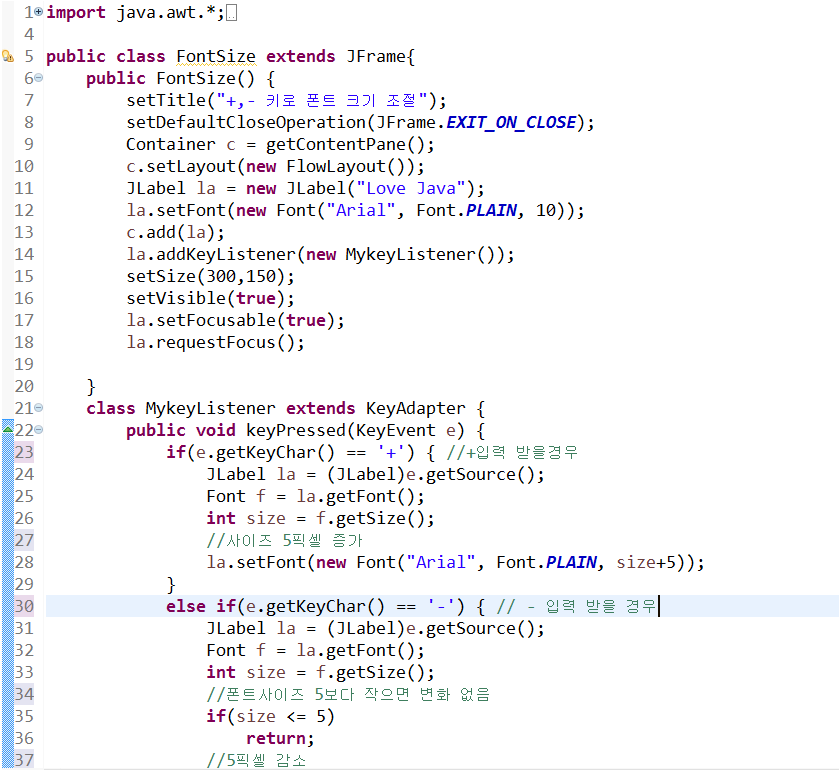 1 import java.awt.*;
4
5 public class FontSize extends JFrame{
6 public FontSize() {
7 setTitle("+,- 키로 폰트 크기 조절");
8 setDefaultCloseOperation(JFrame.EXIT_ON_CLOSE);
9 Container c = getContentPane();
10 c.setLayout(new FlowLayout());
11 JLabel la = new JLabel("Love Java");
12 la.setFont(new Font("Arial", Font.PLAIN, 10));
13 c.add(la);
14 la.addKeyListener(new MykeyListener());
15 setSize(300,150);
16 setVisible(true);
17 la.setFocusable(true);
18 la.requestFocus();
19
20 }
21 class MykeyListener extends KeyAdapter {
22 public void keyPressed(KeyEvent e) {
23 if(e.getKeyChar() == '+') { //+입력 받을경우
24 JLabel la = (JLabel)e.getSource();
25 Font f = la.getFont();
26 int size = f.getSize();
27 //사이즈 5픽셀 증가
28 la.setFont(new Font("Arial", Font.PLAIN, size+5));
29 }
30 else if(e.getKeyChar() == '-') { // - 입력 받을 경우
31 JLabel la = (JLabel)e.getSource();
32 Font f = la.getFont();
33 int size = f.getSize();
34 //폰트사이즈 5보다 작으면 변화 없음
35 if(size <= 5)
36 return;
37 //5픽셀 감소